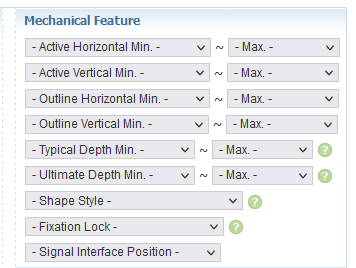 Mechanical Feature
- Active Horizontal Min. - ~ - Max. -
- Active Vertical Min. - ~ - Max. -
- Outline Horizontal Min. - ~ - Max. -
- Outline Vertical Min. - ~ - Max. -
- Typical Depth Min. - ~ - Max. - ?
- Ultimate Depth Min. - ~ - Max. - ?
- Shape Style - ?
- Fixation Lock - ?
- Signal Interface Position -